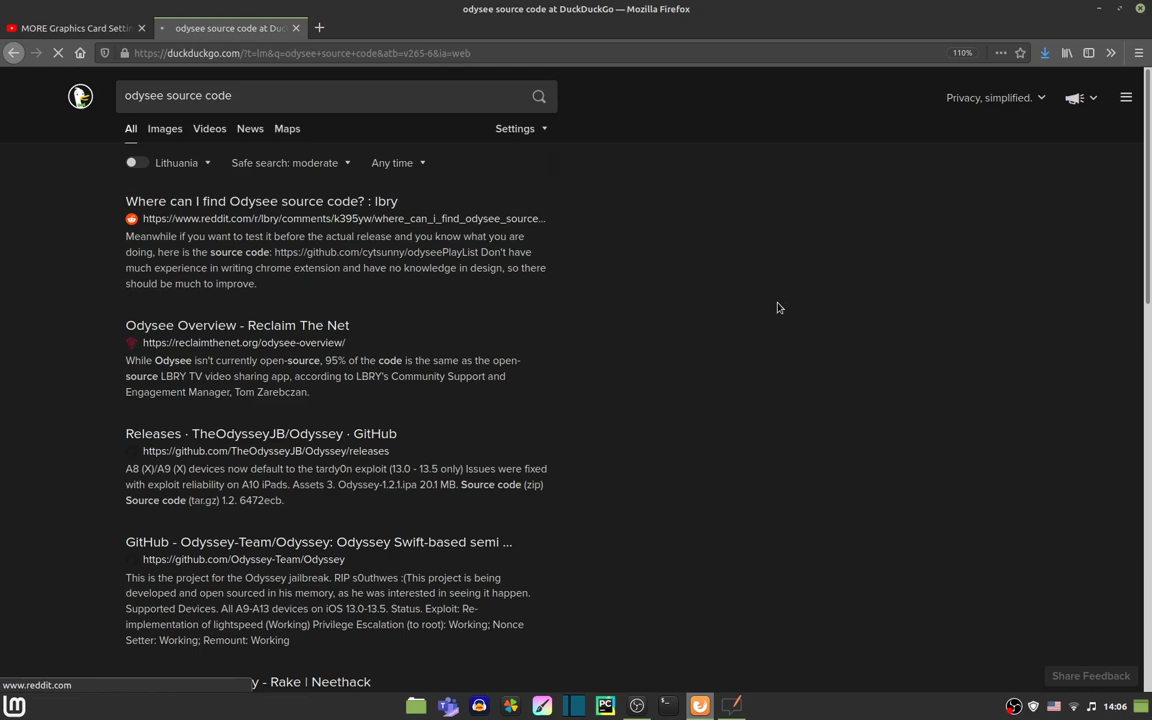 odysee source code at DuckDuckGo — Mozilla Firefox
MORE Graphics Card Setti
odysee source code at Duc
https://duckduckgo.com/?t=lm&q=odysee+source+code&atb=v265-6&ia=web
110%
odysee source code
Privacy, simplified.
All Images Videos News Maps
Settings
Lithuania
Safe search: moderate
Any time
Where can I find Odysee source code? : lbry
https://www.reddit.com/r/lbry/comments/k395yw/where_can_i_find_odysee_source...
Meanwhile if you want to test it before the actual release and you know what you are
doing, here is the source code: https://github.com/cytsunny/odyseePlayList Don't have
much experience in writing chrome extension and have no knowledge in design, so there
should be much to improve.
Odysee Overview - Reclaim The Net
https://reclaimthenet.org/odysee-overview/
While Odysee isn't currently open-source, 95% of the code is the same as the open-
source LBRY TV video sharing app, according to LBRY's Community Support and
Engagement Manager, Tom Zarebczan.
Releases · TheOdysseyJB/Odyssey · GitHub
https://github.com/TheOdysseyJB/Odyssey/releases
A8 (X)/A9 (X) devices now default to the tardy0n exploit (13.0 - 13.5 only) Issues were fixed
with exploit reliability on A10 iPads. Assets 3. Odyssey-1.2.1.ipa 20.1 MB. Source code (zip)
Source code (tar.gz) 1.2. 6472ecb.
GitHub - Odyssey-Team/Odyssey: Odyssey Swift-based semi ...
https://github.com/Odyssey-Team/Odyssey
This is the project for the Odyssey jailbreak. RIP s0uthwes :(This project is being
developed and open sourced in his memory, as he was interested in seeing it happen.
Supported Devices. All A9-A13 devices on iOS 13.0-13.5. Status. Exploit: Re-
implementation of lightspeed (Working) Privilege Escalation (to root): Working; Nonce
Setter: Working; Remount: Working
Share Feedback
y - Rake | Neethack
www.reddit.com
PC
14:06